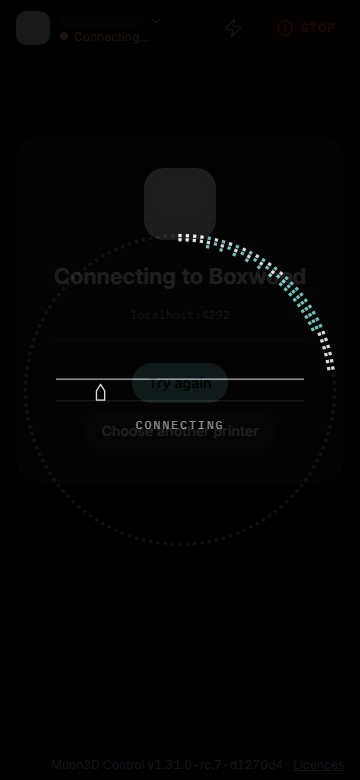 Connecting...
STOP
Connecting to Boxwood
localhost:4292
Try again
CONNECTING
Choose another printer
Muon3D Control v1.31.0-rc.7-d1270d4 · Licences